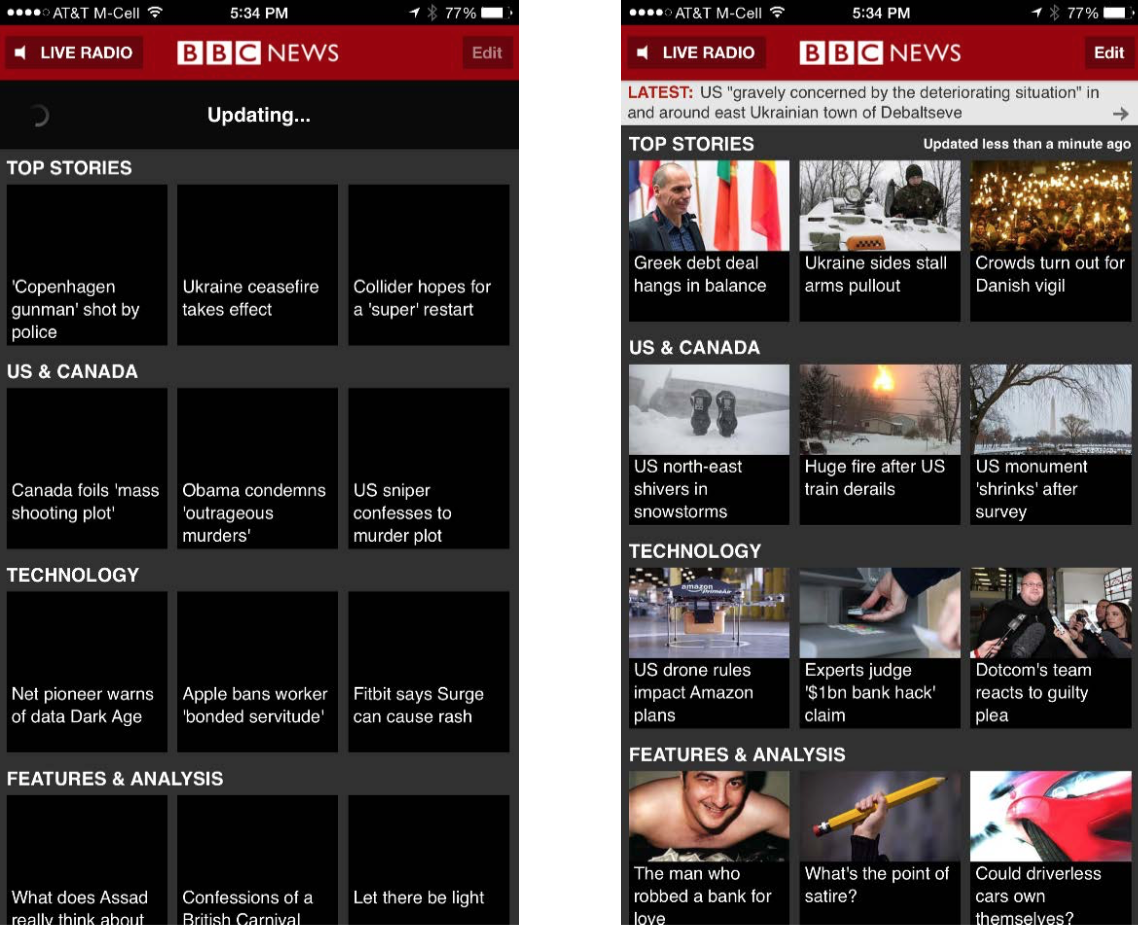 AT&T M-Cell 5:34 PM 77%
LIVE RADIO BBC NEWS Edit
Updating...
TOP STORIES
'Copenhagen
gunman' shot by
police
Ukraine ceasefire
takes effect
Collider hopes for
a 'super' restart
US & CANADA
Canada foils 'mass
shooting plot'
Obama condemns
'outrageous
murders'
US sniper
confesses to
murder plot
TECHNOLOGY
Net pioneer warns
of data Dark Age
Apple bans worker
'bonded servitude'
Fitbit says Surge
can cause rash
FEATURES & ANALYSIS
What does Assad
really think about
Confessions of a
British Carnival
Let there be light
AT&T M-Cell 5:34 PM 77%
LIVE RADIO BBC NEWS Edit
LATEST: US "gravely concerned by the deteriorating situation" in
and around east Ukrainian town of Debaltseve
TOP STORIES Updated less than a minute ago
Greek debt deal
hangs in balance
Ukraine sides stall
arms pullout
Crowds turn out for
Danish vigil
US & CANADA
US north-east
shivers in
snowstorms
Huge fire after US
train derails
US monument
'shrinks' after
survey
TECHNOLOGY
amazon
PrimeAir
US drone rules
impact Amazon
plans
Experts judge
'$1bn bank hack'
claim
Dotcom's team
reacts to guilty
plea
FEATURES & ANALYSIS
The man who
robbed a bank for
love
What's the point of
satire?
Could driverless
cars own
themselves?